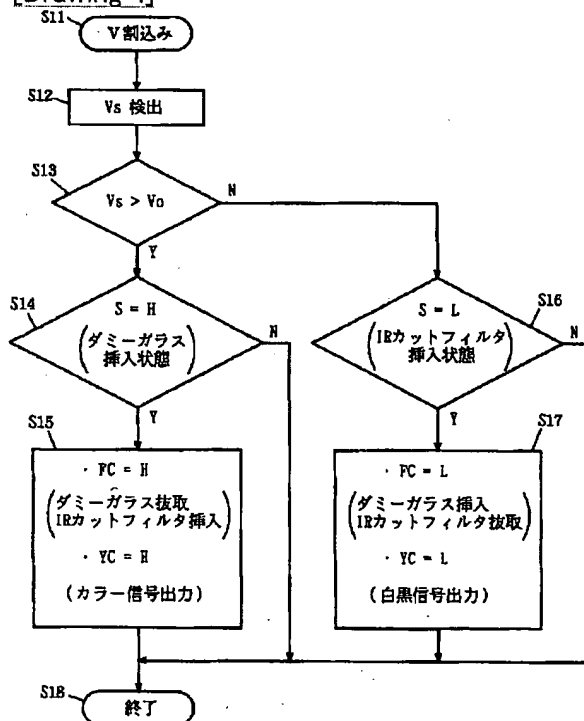 [Drawing 4]
S11
V割込み
S12
Vs 検出
S13
Vs > Vo
N
Y
S14
S = H
(ダミーガラス
挿入状態)
N
Y
S16
S = L
(IRカットフィルタ
挿入状態)
N
Y
S15
・ FC = H
(ダミーガラス抜取
IRカットフィルタ挿入)
・ YC = H
(カラー信号出力)
S17
・ FC = L
(ダミーガラス挿入
IRカットフィルタ抜取)
・ YC = L
(白黒信号出力)
S18
終了